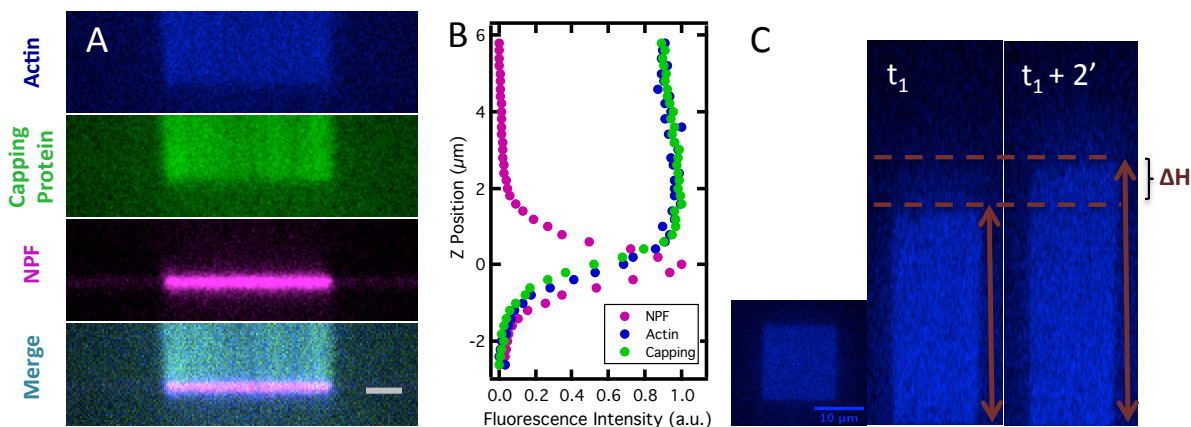 A
Actin
Capping
Protein
NPF
Merge
B
6
4
2
0
-2
Z Position (µm)
NPF
Actin
Capping
0.0 0.2 0.4 0.6 0.8 1.0
Fluorescence Intensity (a.u.)
C
t₁
t₁ + 2’
ΔH
10 µm